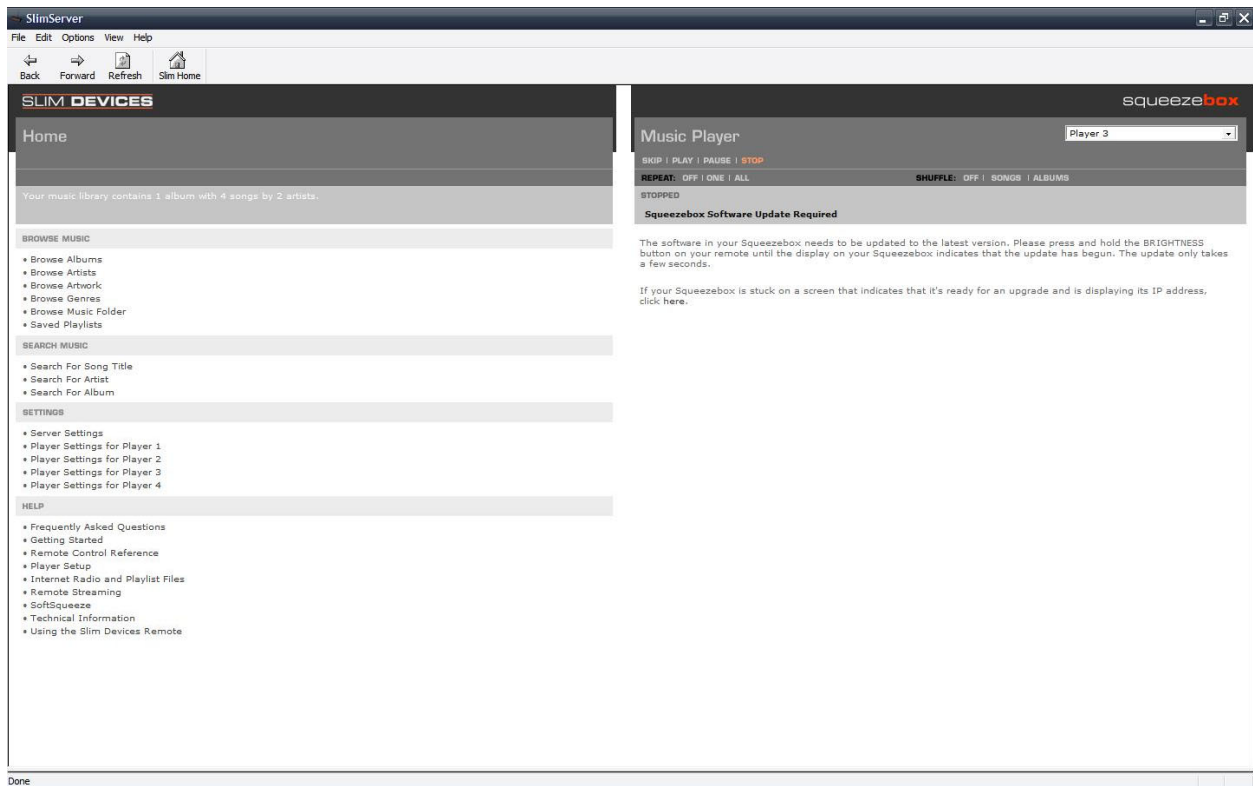 SlimServer
File Edit Options View Help
Back Forward Refresh Slim Home
SLIM DEVICES
Home
Your music library contains 1 album with 4 songs by 2 artists.
BROWSE MUSIC
• Browse Albums
• Browse Artists
• Browse Artwork
• Browse Genres
• Browse Music Folder
• Saved Playlists
SEARCH MUSIC
• Search For Song Title
• Search For Artist
• Search For Album
SETTINGS
• Server Settings
• Player Settings for Player 1
• Player Settings for Player 2
• Player Settings for Player 3
• Player Settings for Player 4
HELP
• Frequently Asked Questions
• Getting Started
• Remote Control Reference
• Player Setup
• Internet Radio and Playlist Files
• Remote Streaming
• SoftSqueeze
• Technical Information
• Using the Slim Devices Remote
squeezebox
Music Player
Player 3
SKIP | PLAY | PAUSE | STOP
REPEAT: OFF | ONE | ALL SHUFFLE: OFF | SONGS | ALBUMS
STOPPED
Squeezebox Software Update Required
The software in your Squeezebox needs to be updated to the latest version. Please press and hold the BRIGHTNESS
button on your remote until the display on your Squeezebox indicates that the update has begun. The update only takes
a few seconds.
If your Squeezebox is stuck on a screen that indicates that it's ready for an upgrade and is displaying its IP address,
click here.
Done